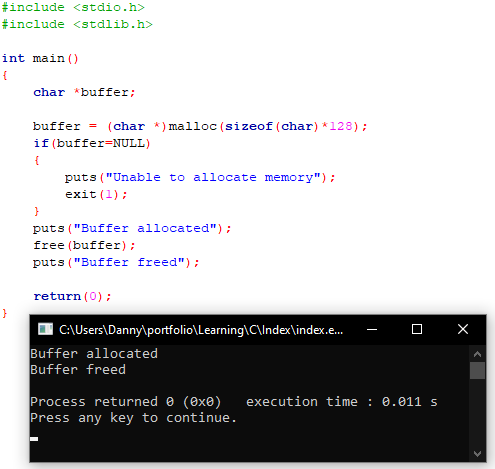 #include <stdio.h>
#include <stdlib.h>
int main()
{
char *buffer;
buffer = (char *)malloc(sizeof(char)*128);
if(buffer=NULL)
{
puts("Unable to allocate memory");
exit(1);
}
puts("Buffer allocated");
free(buffer);
puts("Buffer freed");
return(0);
}
C:\Users\Danny\portfolio\Learning\C\Index\index.e...
Buffer allocated
Buffer freed
Process returned 0 (0x0)   execution time : 0.011 s
Press any key to continue.